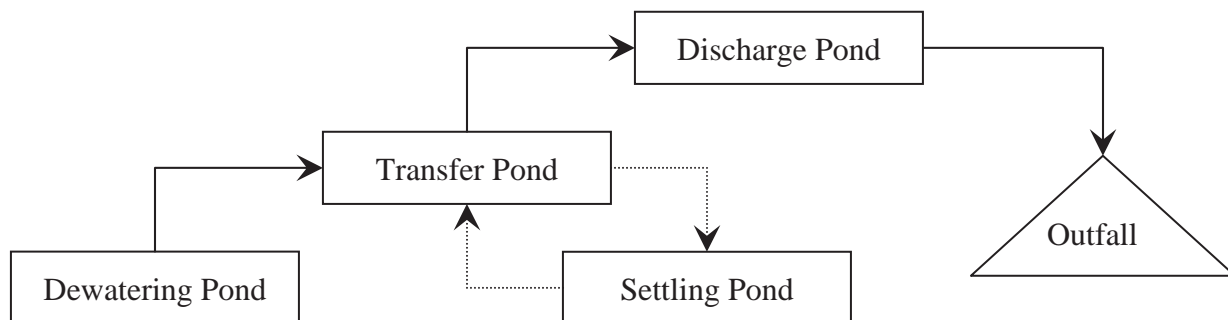 Discharge Pond
Transfer Pond
Outfall
Dewatering Pond
Settling Pond